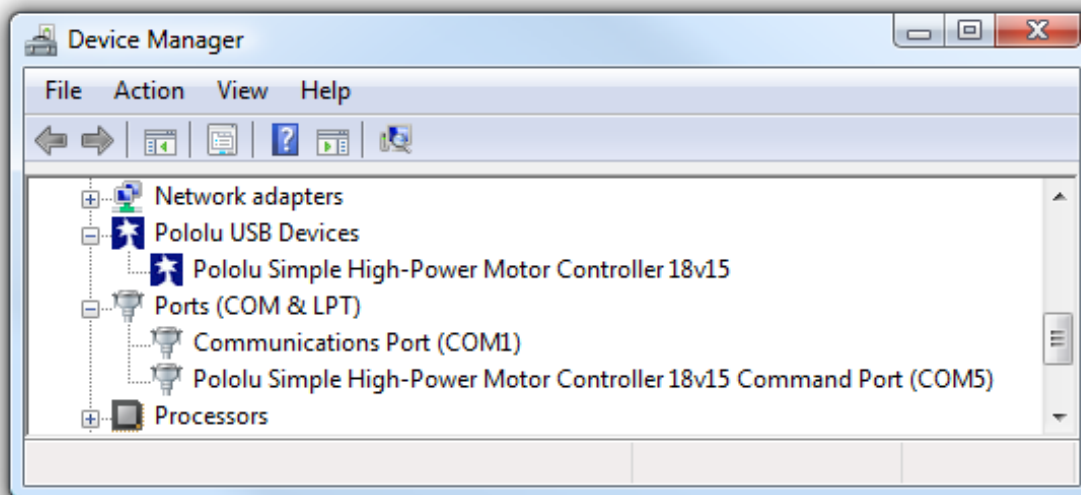 Device Manager
File Action View Help
Network adapters
Pololu USB Devices
Pololu Simple High-Power Motor Controller 18v15
Ports (COM & LPT)
Communications Port (COM1)
Pololu Simple High-Power Motor Controller 18v15 Command Port (COM5)
Processors